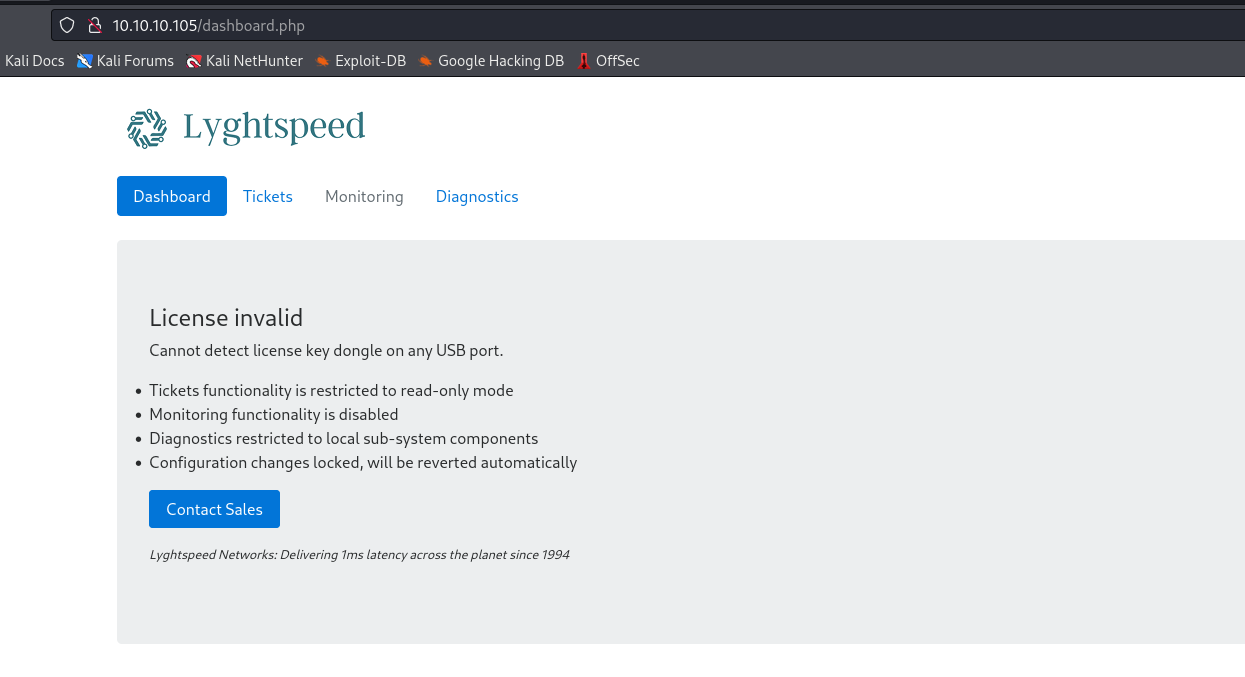 10.10.10.105/dashboard.php
Kali Docs Kali Forums Kali NetHunter Exploit-DB Google Hacking DB OffSec
Lyghtspeed
Dashboard Tickets Monitoring Diagnostics
License invalid
Cannot detect license key dongle on any USB port.
Tickets functionality is restricted to read-only mode
Monitoring functionality is disabled
Diagnostics restricted to local sub-system components
Configuration changes locked, will be reverted automatically
Contact Sales
Lyghtspeed Networks: Delivering 1ms latency across the planet since 1994